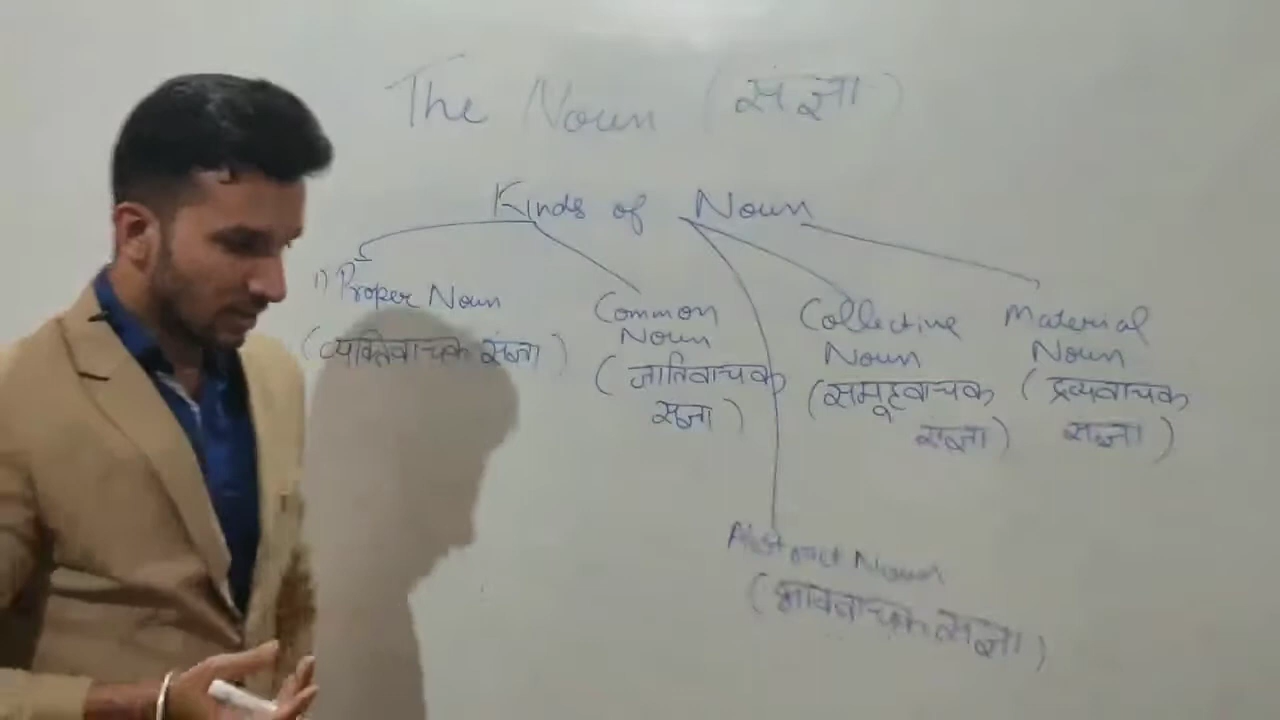 The Noun (संज्ञा)
Kinds of Noun
1) Proper Noun
(व्यक्तिवाचक संज्ञा)
Common
Noun
(जातिवाचक
संज्ञा)
Collective
Noun
(समूहवाचक
संज्ञा)
Material
Noun
(द्रव्यवाचक
संज्ञा)
Abstract Noun
(भाववाचक संज्ञा)